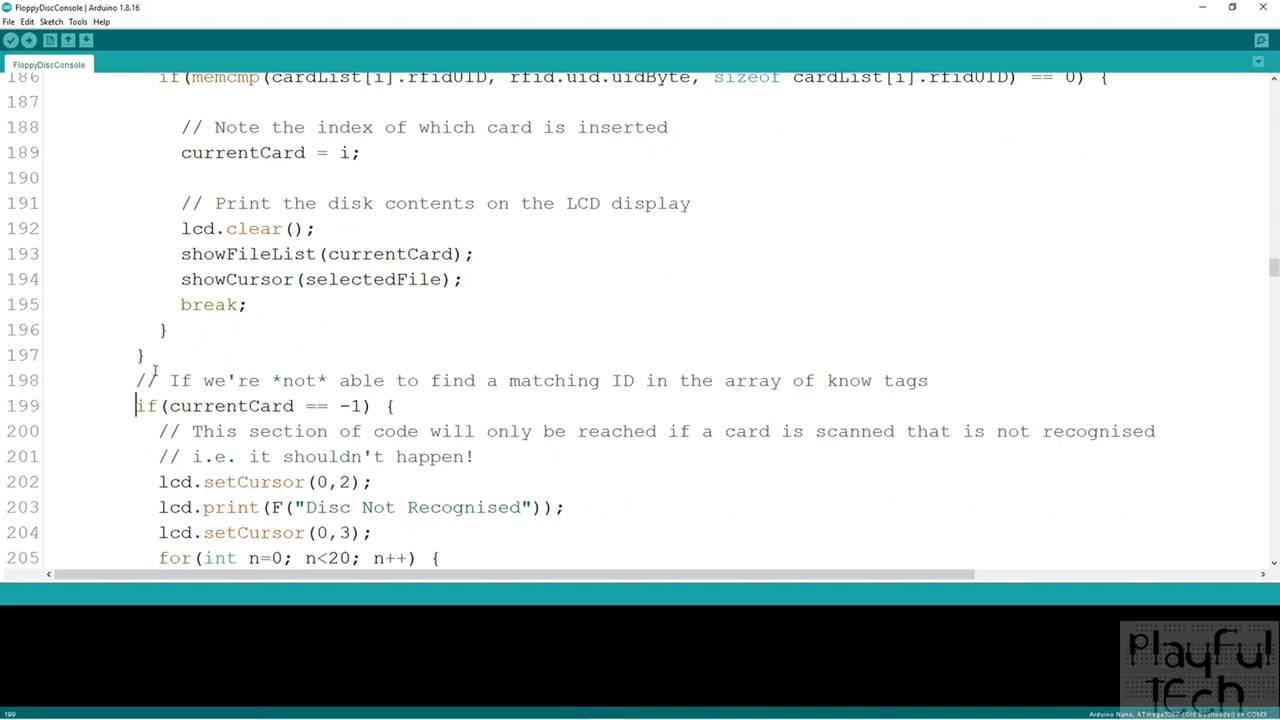 FloppyDiscConsole | Arduino 1.8.16
File Edit Sketch Tools Help
FloppyDiscConsole
186 if(memcmp(cardList[i].rfidUID, rfid.uid.uidByte, sizeof cardList[i].rfidUID) == 0) {
187
188 // Note the index of which card is inserted
189 currentCard = i;
190
191 // Print the disk contents on the LCD display
192 lcd.clear();
193 showFileList(currentCard);
194 showCursor(selectedFile);
195 break;
196 }
197 }
198 // If we're *not* able to find a matching ID in the array of know tags
199 if(currentCard == -1) {
200 // This section of code will only be reached if a card is scanned that is not recognised
201 // i.e. it shouldn't happen!
202 lcd.setCursor(0,2);
203 lcd.print(F("Disc Not Recognised"));
204 lcd.setCursor(0,3);
205 for(int n=0; n<20; n++) {
PlayFul
TEch
199 Arduino Nano, on COM3